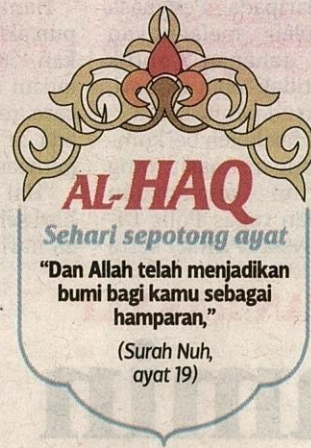 AL-HAQ
Sehari sepotong ayat
“Dan Allah telah menjadikan
bumi bagi kamu sebagai
hamparan,”
(Surah Nuh,
ayat 19)